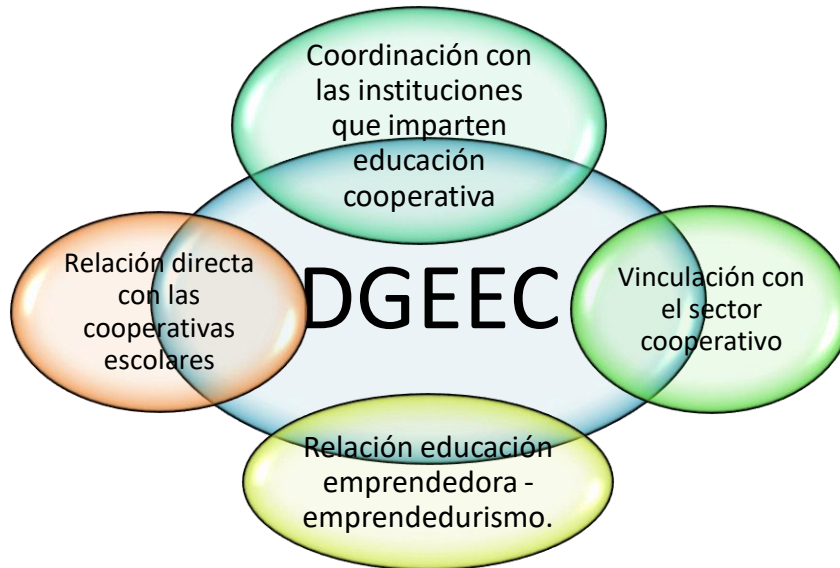 Coordinación con
las instituciones
que imparten
educación
cooperativa
Relación directa
con las
cooperativas
escolares
DGEEC
Vinculación con
el sector
cooperativo
Relación educación
emprendedora -
emprendedurismo.